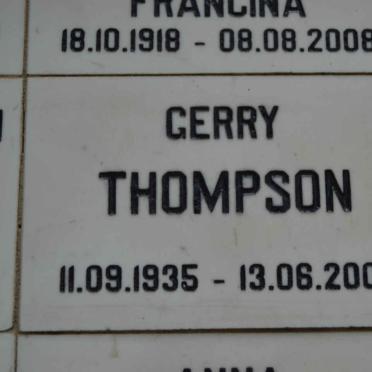 FRANCINA
18.10.1918 - 08.08.2008
GERRY
THOMPSON
11.09.1935 - 13.06.200